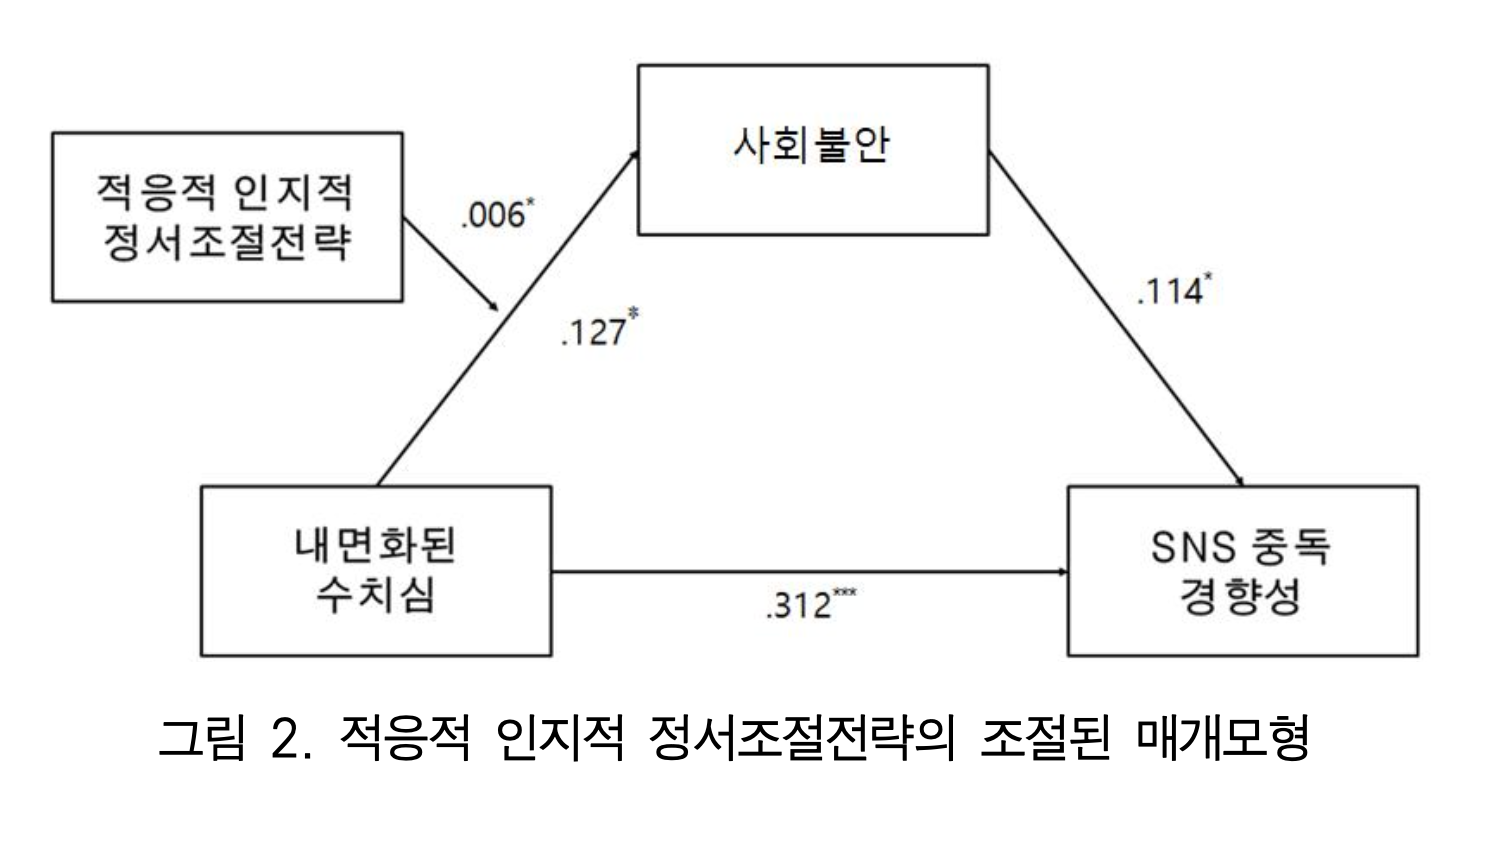 사회불안
적응적 인지적
정서조절전략
.006*
.127*
.114*
내면화된
수치심
.312***
SNS 중독
경향성
그림 2. 적응적 인지적 정서조절전략의 조절된 매개모형